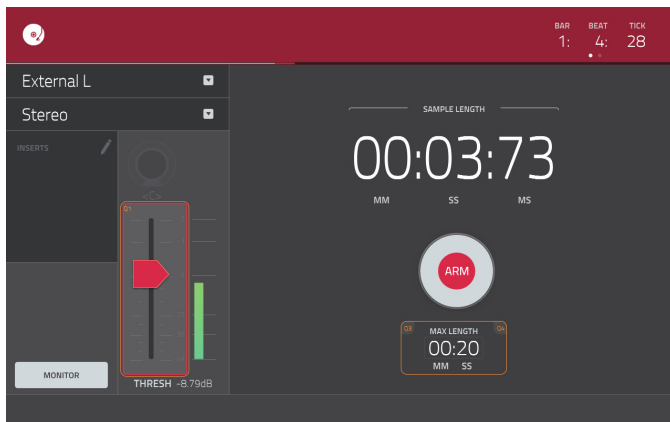 BAR BEAT TICK
1: 4: 28
External L
Stereo
SAMPLE LENGTH
00:03:73
MM SS MS
INSERTS
<C>
Q1
ARM
Q3 MAX LENGTH Q4
00:20
MM SS
MONITOR
THRESH -8.79dB